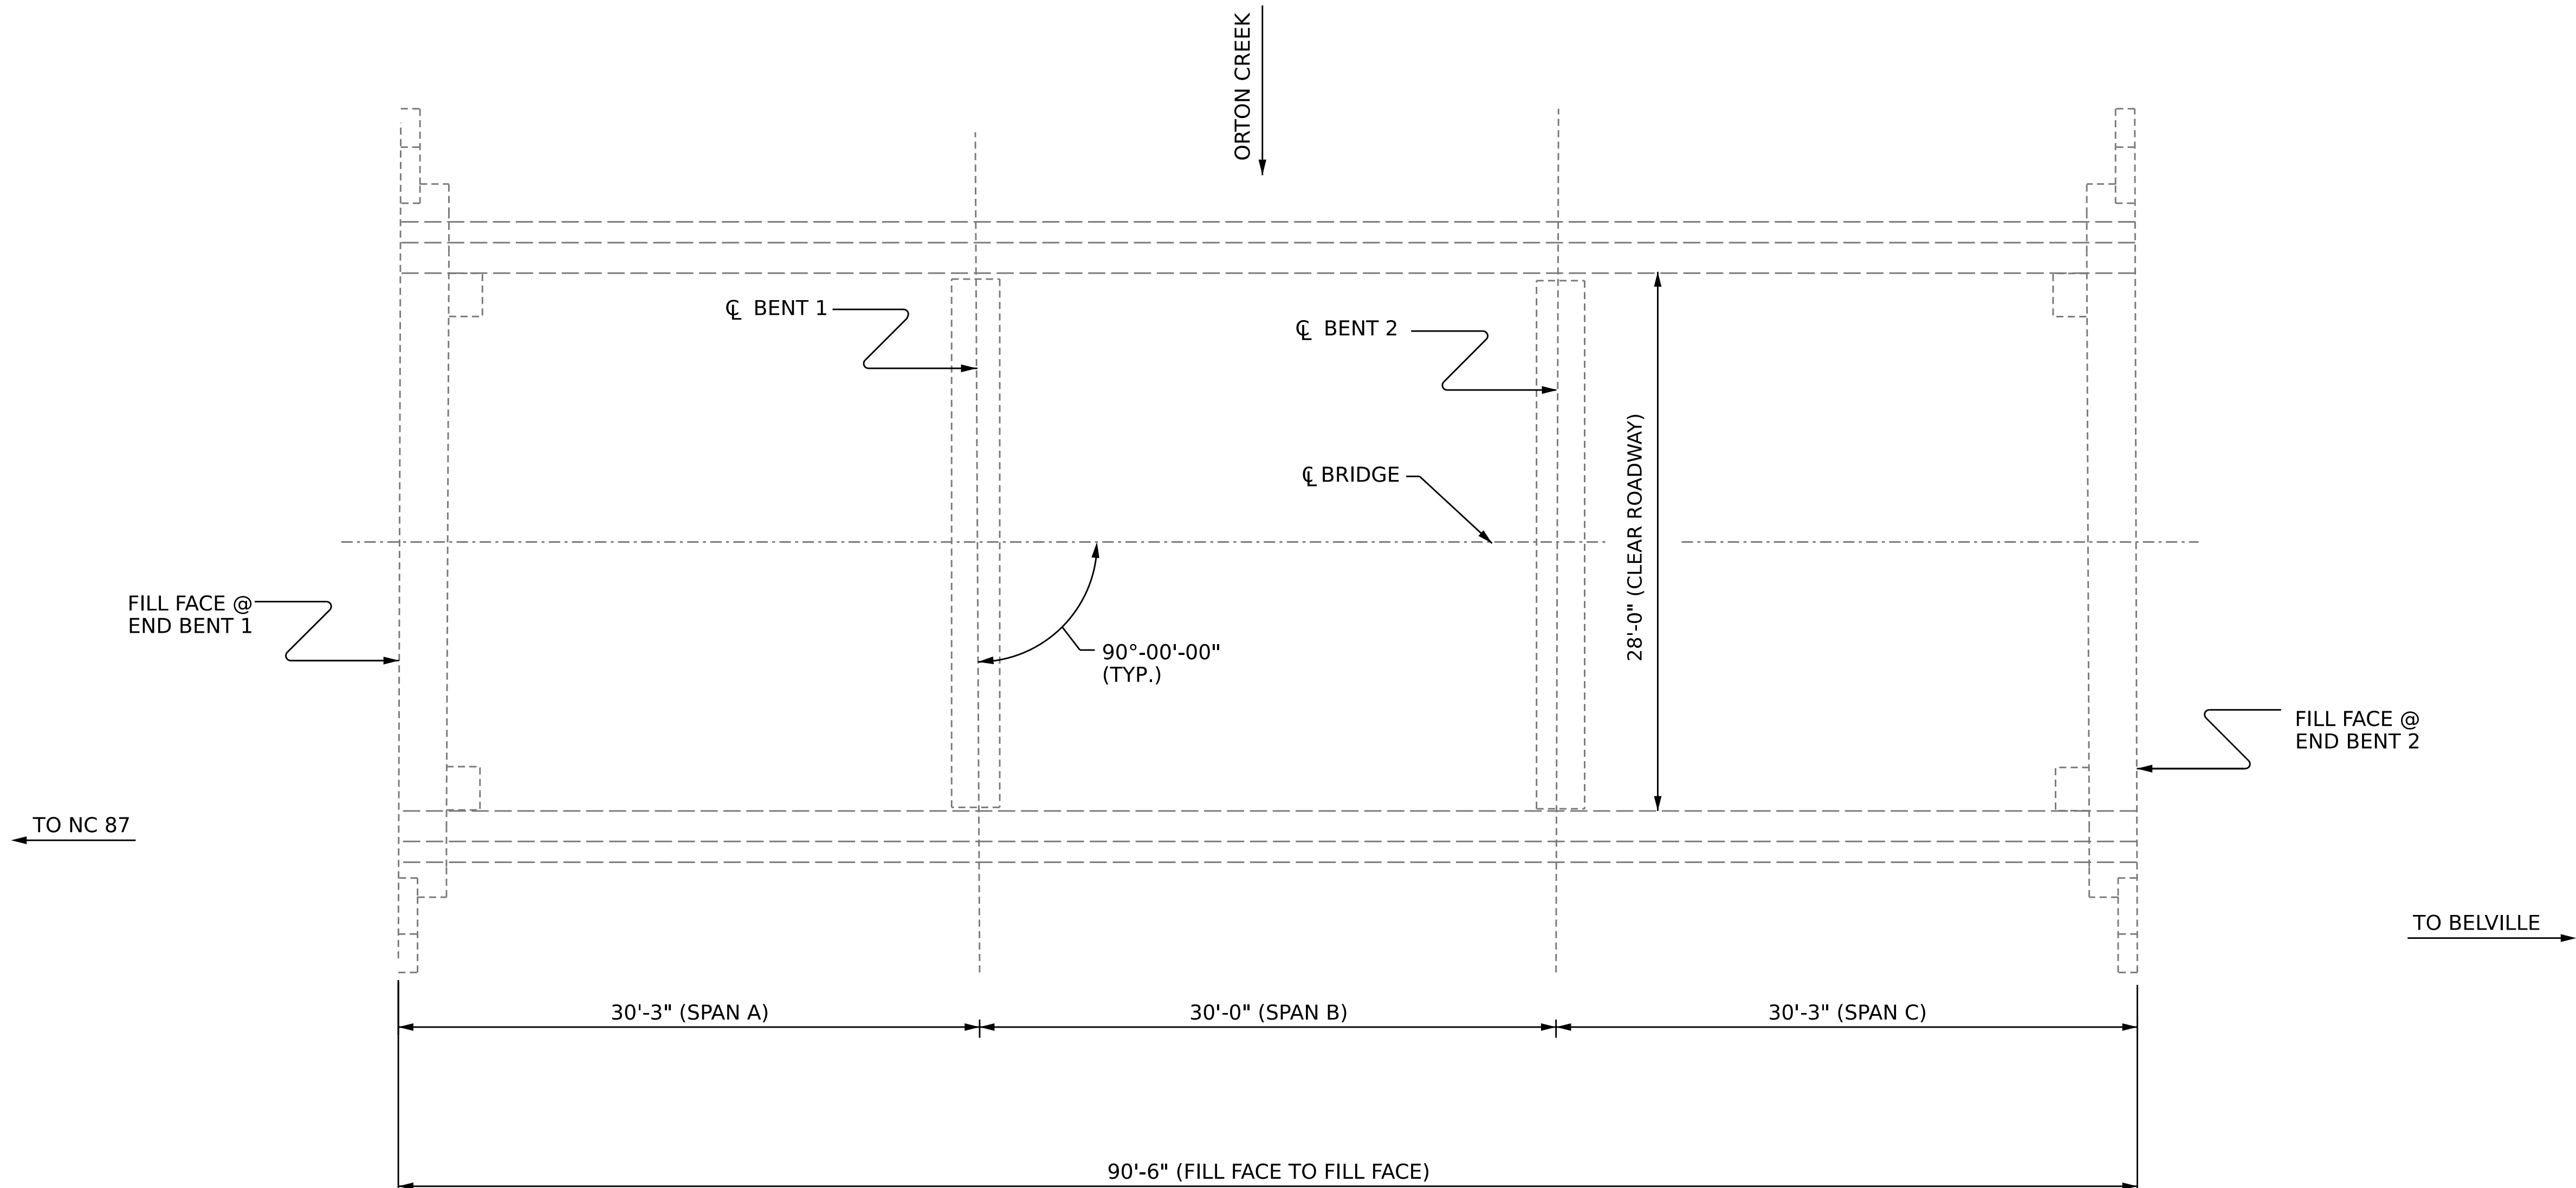 ORTON CREEK
℄ BENT 1
℄ BENT 2
28'-0" (CLEAR ROADWAY)
℄ BRIDGE
FILL FACE @
END BENT 1
90°-00'-00"
(TYP.)
FILL FACE @
END BENT 2
TO NC 87
TO BELVILLE
30'-3" (SPAN A)
30'-0" (SPAN B)
30'-3" (SPAN C)
90'-6" (FILL FACE TO FILL FACE)